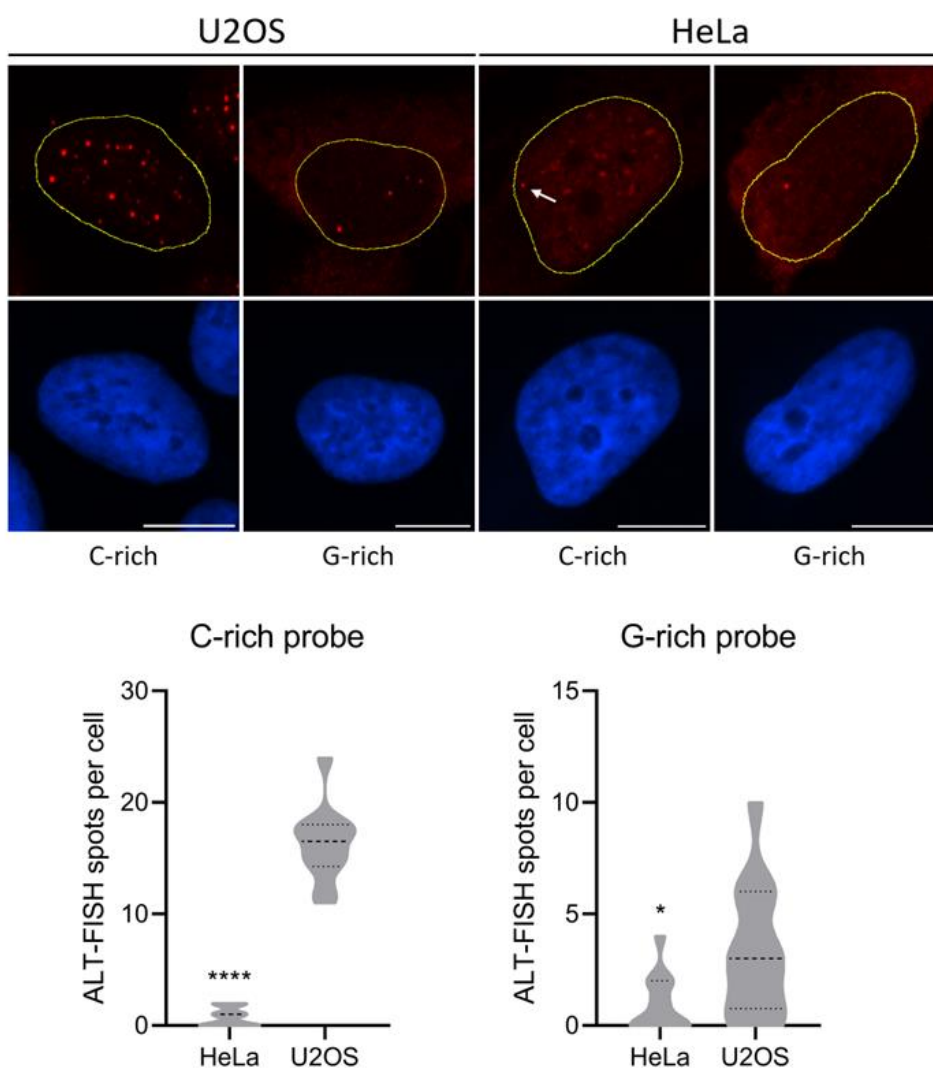 U2OS HeLa
C-rich G-rich C-rich G-rich
C-rich probe G-rich probe
ALT-FISH spots per cell
30
20
10
0
****
HeLa U2OS
ALT-FISH spots per cell
15
10
5
0
*
HeLa U2OS